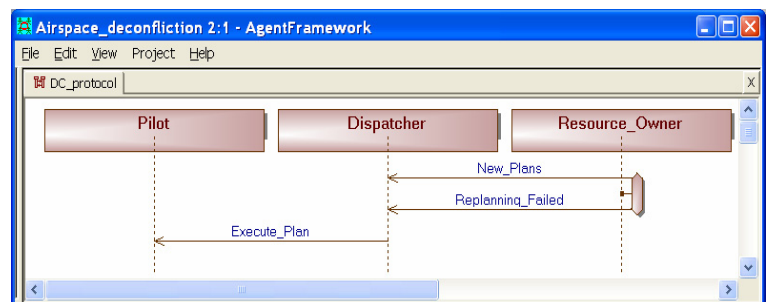 Airspace_deconfliction 2:1 - AgentFramework
File Edit View Project Help
DC_protocol X
Pilot Dispatcher Resource_Owner
New_Plans
Replanning_Failed
Execute_Plan